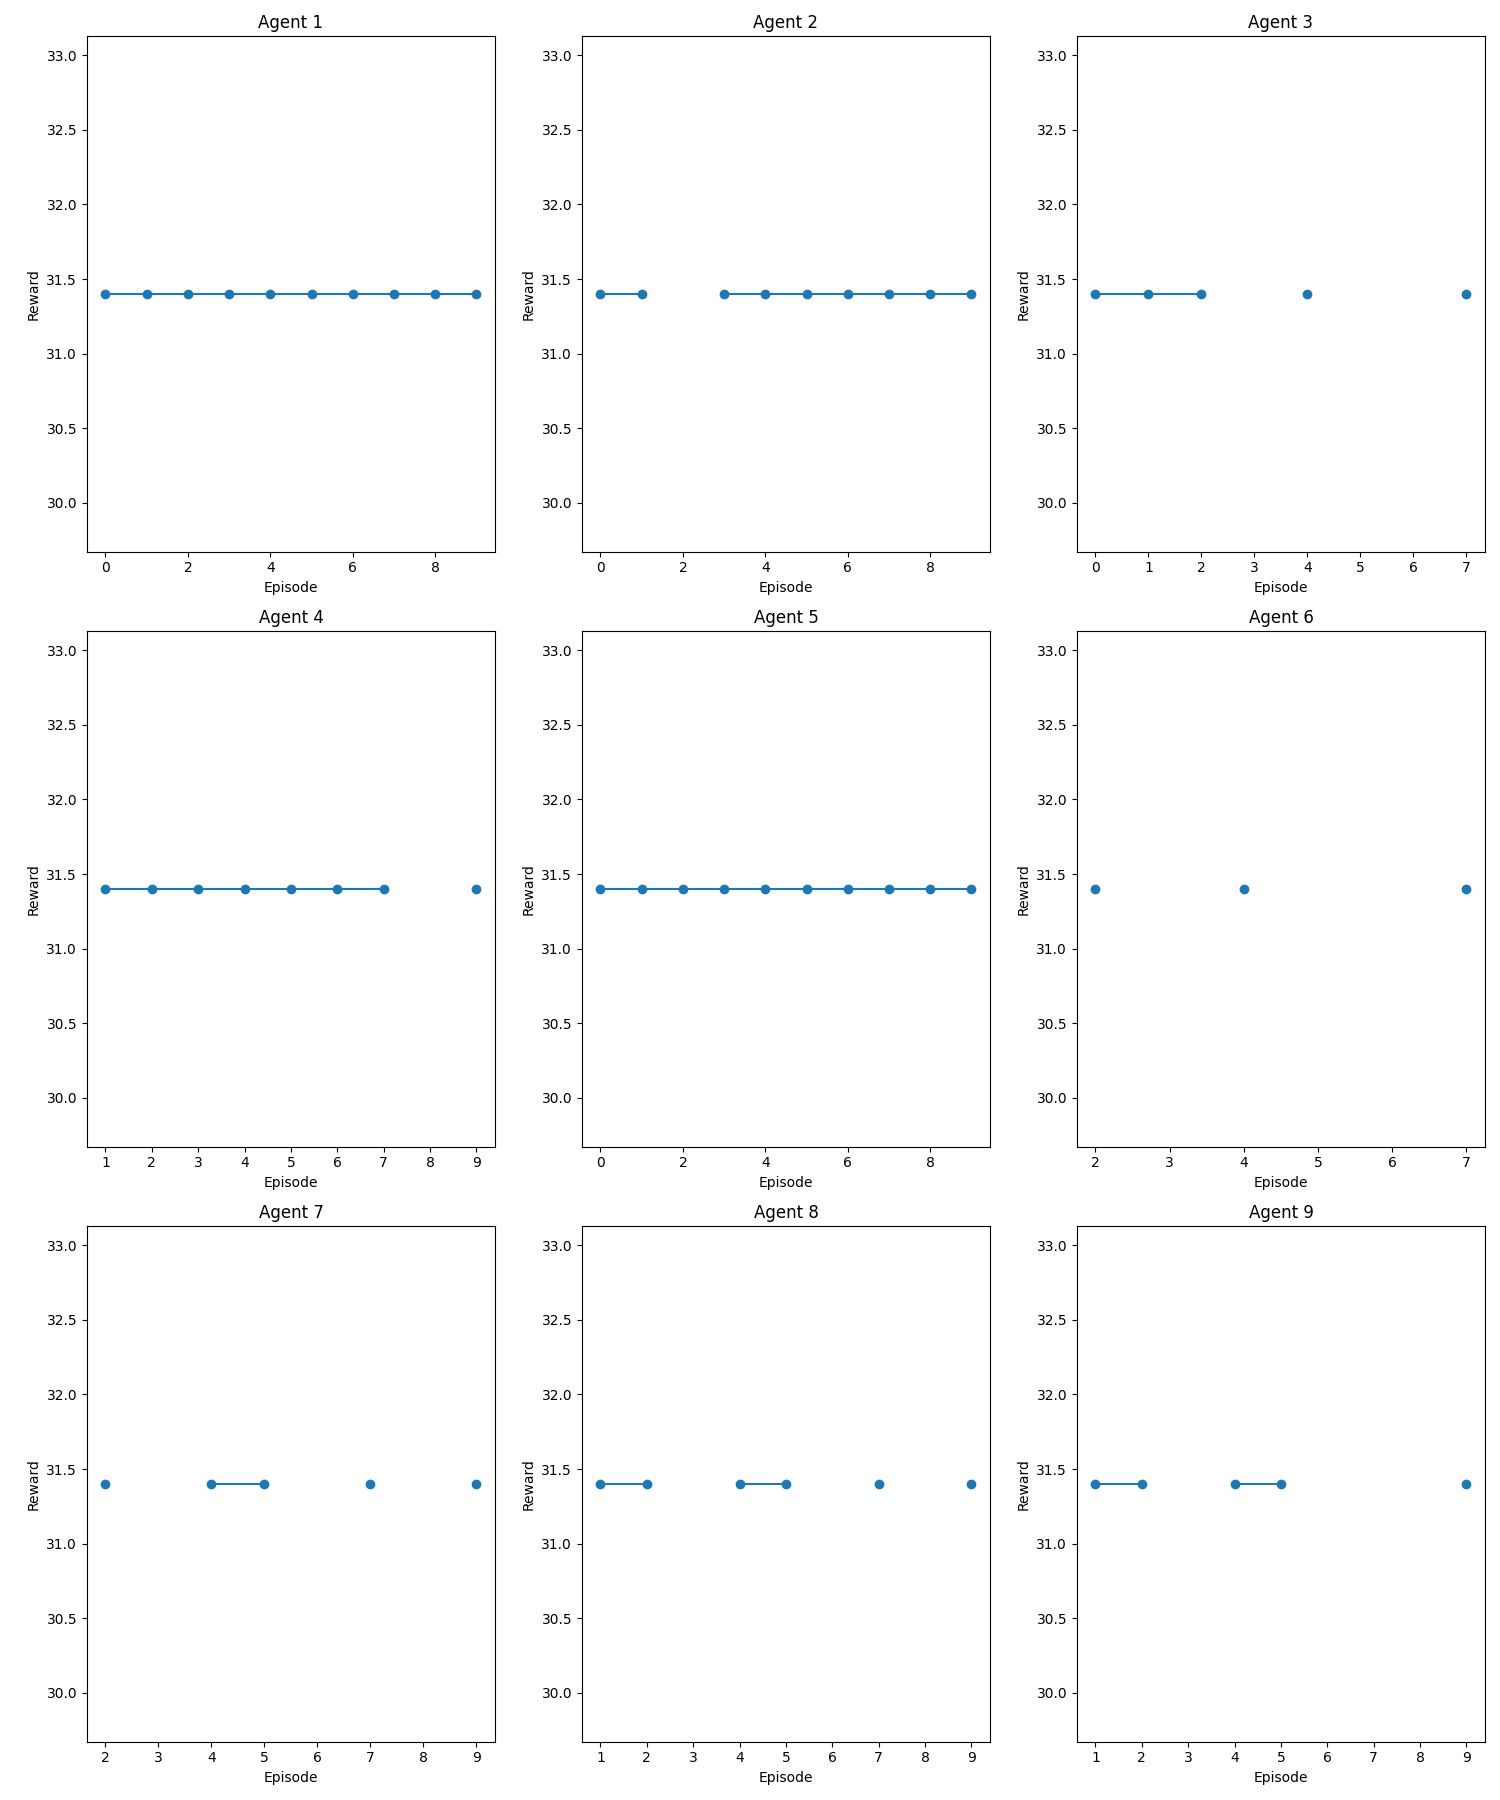 Agent 1 Agent 2 Agent 3
33.0 33.0 33.0
32.5 32.5 32.5
32.0 32.0 32.0
31.5 31.5 31.5
Reward Reward Reward
31.0 31.0 31.0
30.5 30.5 30.5
30.0 30.0 30.0
0 2 4 6 8 0 2 4 6 8 0 1 2 3 4 5 6 7
Episode Episode Episode
Agent 4 Agent 5 Agent 6
33.0 33.0 33.0
32.5 32.5 32.5
32.0 32.0 32.0
31.5 31.5 31.5
Reward Reward Reward
31.0 31.0 31.0
30.5 30.5 30.5
30.0 30.0 30.0
1 2 3 4 5 6 7 8 9 0 2 4 6 8 2 3 4 5 6 7
Episode Episode Episode
Agent 7 Agent 8 Agent 9
33.0 33.0 33.0
32.5 32.5 32.5
32.0 32.0 32.0
31.5 31.5 31.5
Reward Reward Reward
31.0 31.0 31.0
30.5 30.5 30.5
30.0 30.0 30.0
2 3 4 5 6 7 8 9 1 2 3 4 5 6 7 8 9 1 2 3 4 5 6 7 8 9
Episode Episode Episode